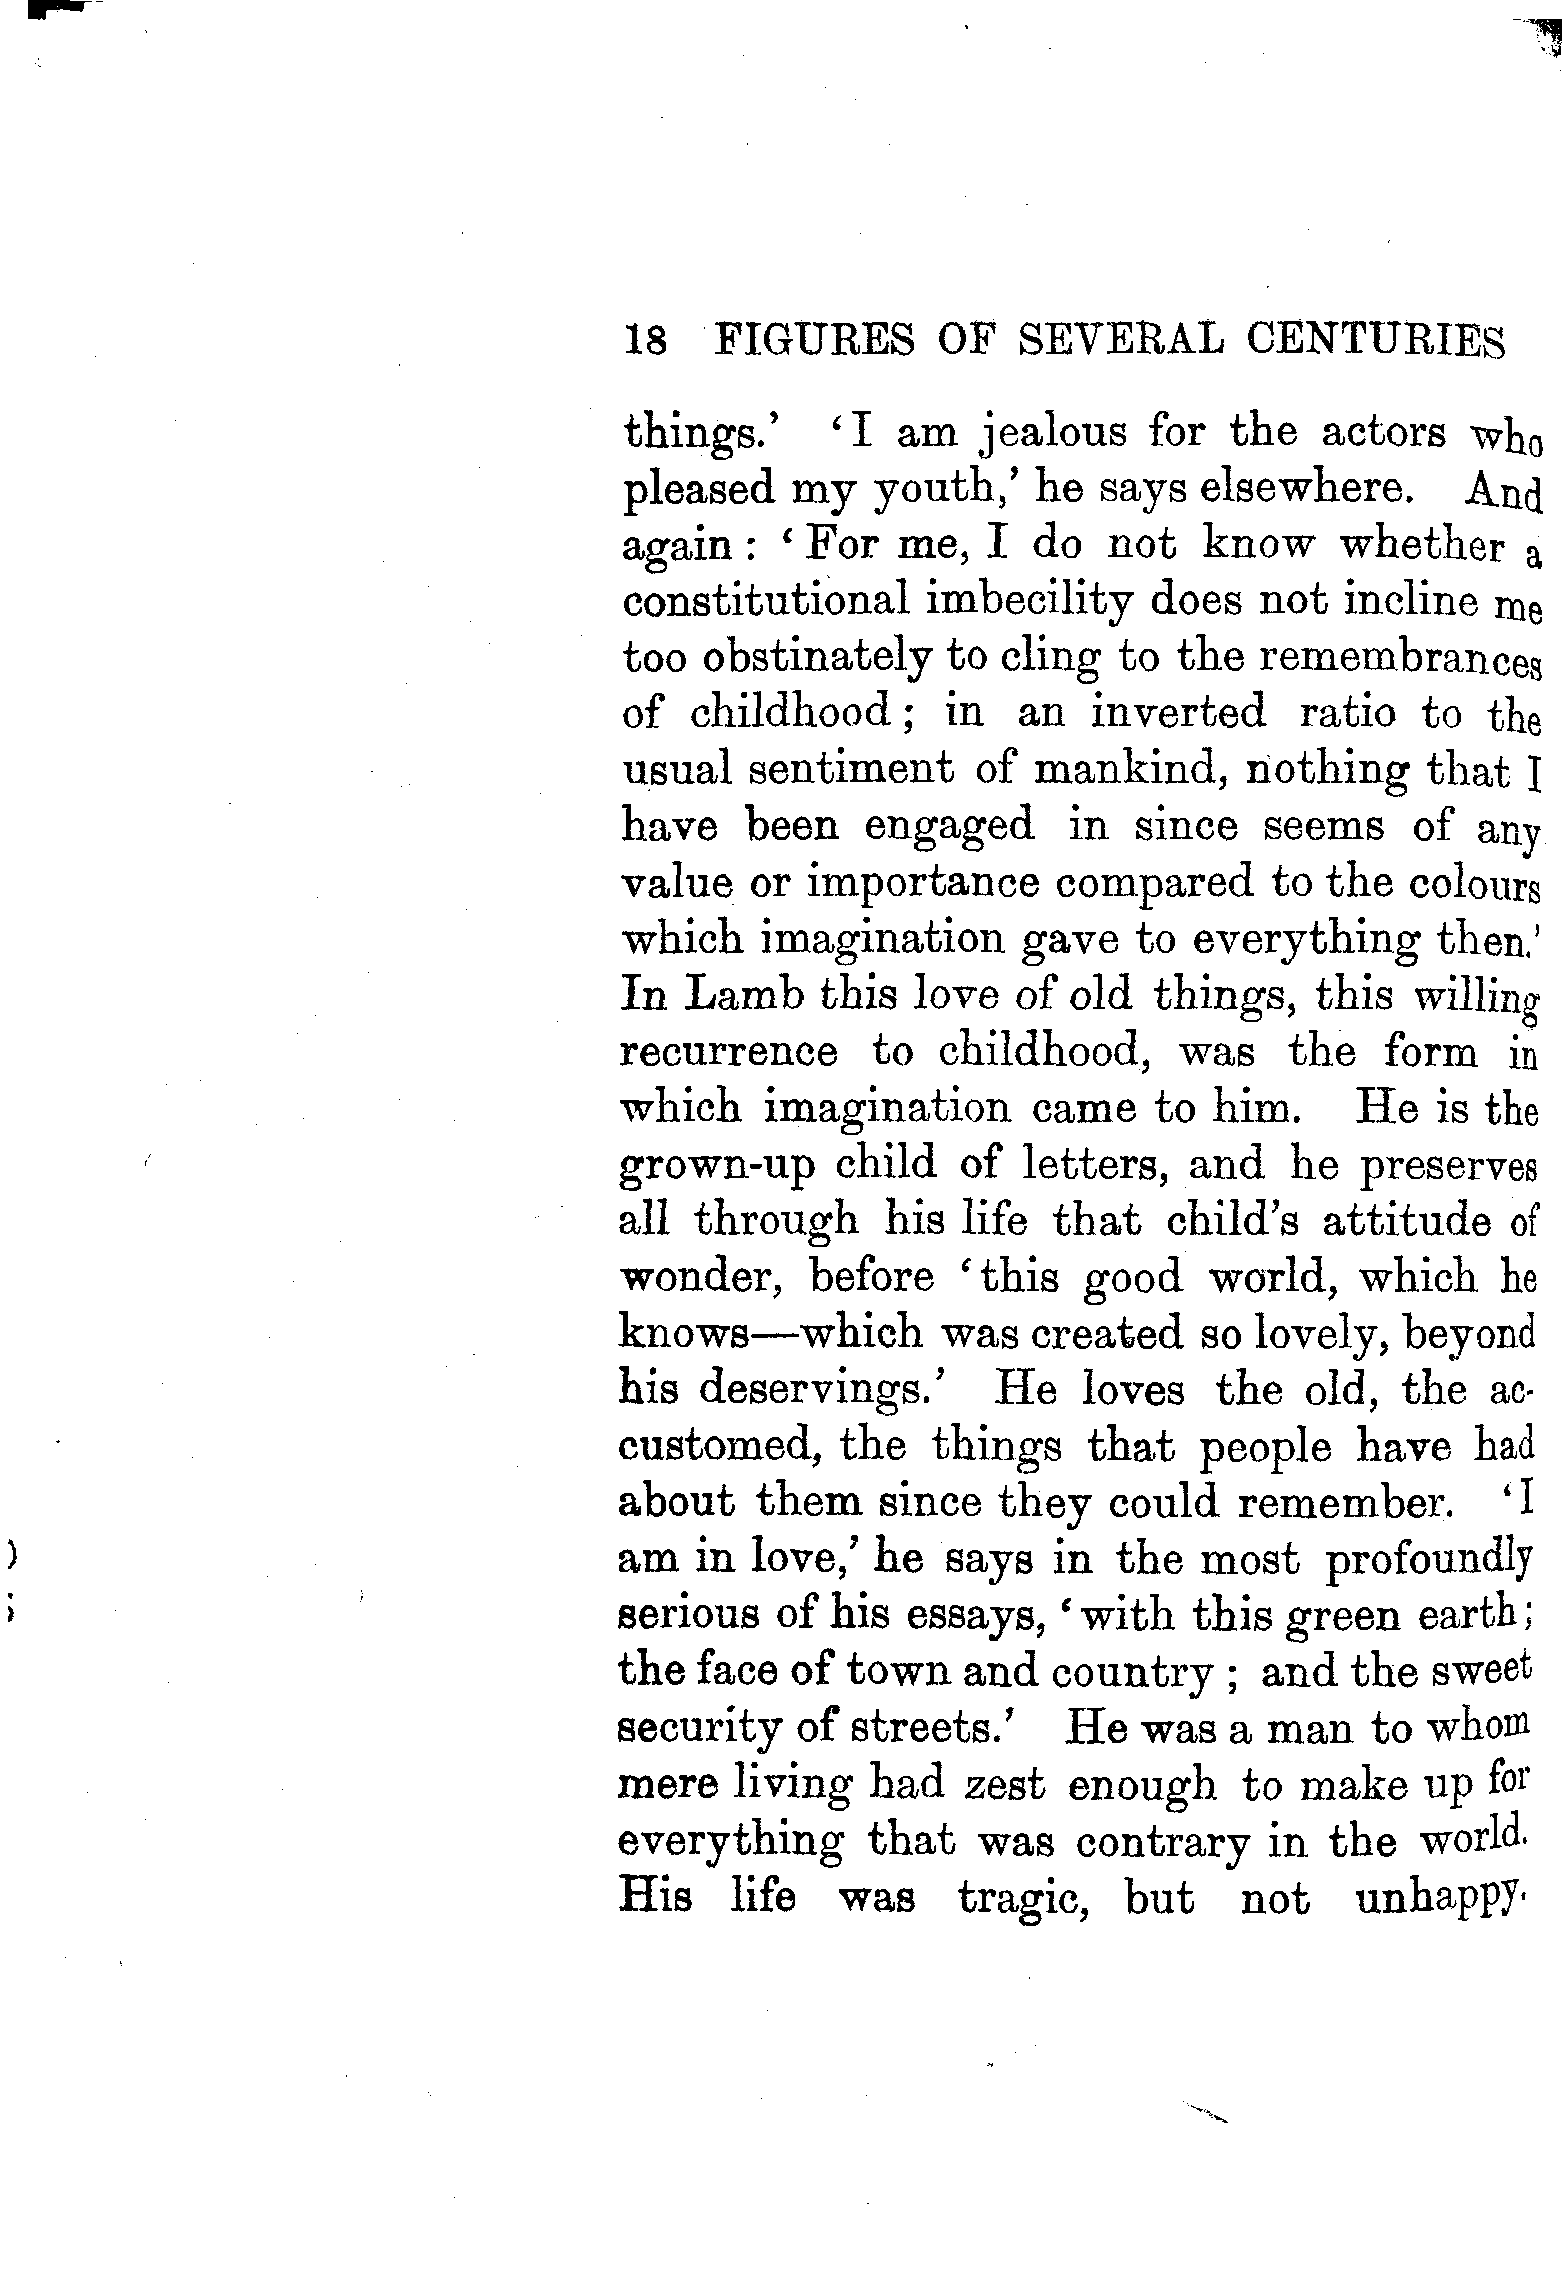 18 FIGURES OF SEVERAL CENTURIES
things.' 'I am jealous for the actors who
pleased my youth,' he says elsewhere. And
again : 'For me, I do not know whether a
constitutional imbecility does not incline me
too obstinately to cling to the remembrances
of childhood ; in an inverted ratio to the
usual sentiment of mankind, nothing that I
have been engaged in since seems of any
value or importance compared to the colours
which imagination gave to everything then.'
In Lamb this love of old things, this willing
recurrence to childhood, was the form in
which imagination came to him. He is the
grown-up child of letters, and he preserves
all through his life that child's attitude of
wonder, before 'this good world, which he
knows—which was created so lovely, beyond
his deservings.' He loves the old, the ac-
customed, the things that people have had
about them since they could remember. 'I
am in love,' he says in the most profoundly
serious of his essays, 'with this green earth;
the face of town and country ; and the sweet
security of streets.' He was a man to whom
mere living had zest enough to make up for
everything that was contrary in the world.
His life was tragic, but not unhappy.